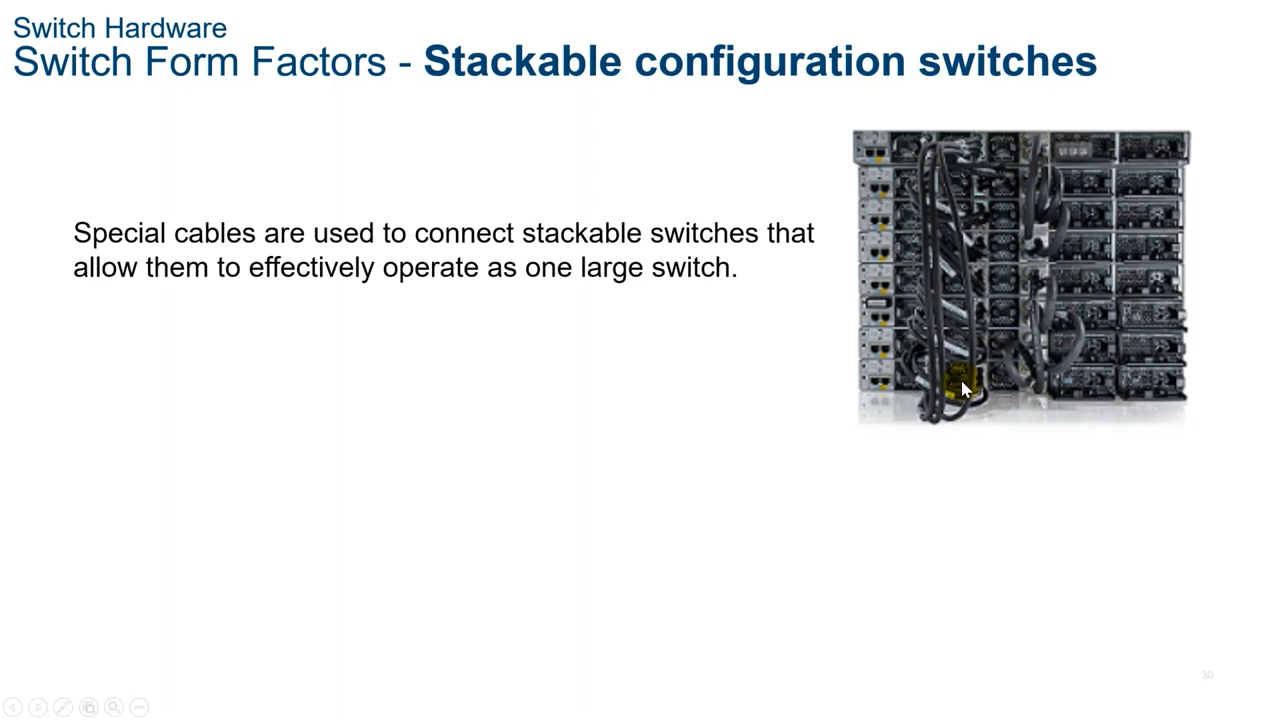 Switch Hardware
Switch Form Factors - Stackable configuration switches
Special cables are used to connect stackable switches that
allow them to effectively operate as one large switch.
30